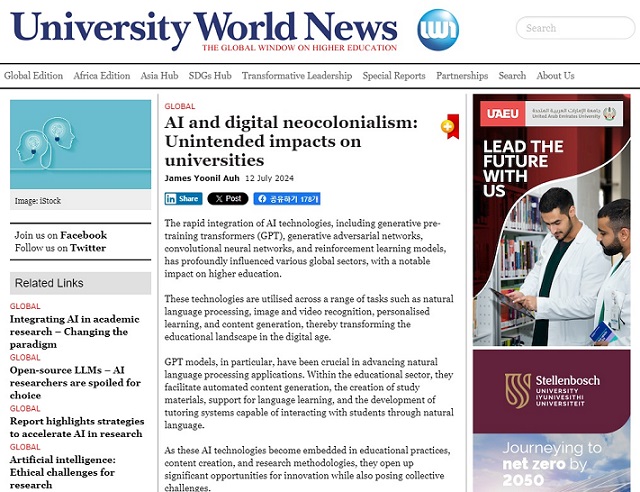 University World News
THE GLOBAL WINDOW ON HIGHER EDUCATION
Search
Global Edition Africa Edition Asia Hub SDGs Hub Transformative Leadership Special Reports Partnerships Search About Us
Image: iStock
Join us on Facebook
Follow us on Twitter
Related Links
GLOBAL
Integrating AI in academic
research – Changing the
paradigm
GLOBAL
Open-source LLMs – AI
researchers are spoiled for
choice
GLOBAL
Report highlights strategies
to accelerate AI in research
GLOBAL
Artificial intelligence:
Ethical challenges for
research
GLOBAL
AI and digital neocolonialism:
Unintended impacts on
universities
James Yoonil Auh 12 July 2024
Share Post 공유하기 178개
The rapid integration of AI technologies, including generative pre-
training transformers (GPT), generative adversarial networks,
convolutional neural networks, and reinforcement learning models,
has profoundly influenced various global sectors, with a notable
impact on higher education.
These technologies are utilised across a range of tasks such as natural
language processing, image and video recognition, personalised
learning, and content generation, thereby transforming the
educational landscape in the digital age.
GPT models, in particular, have been crucial in advancing natural
language processing applications. Within the educational sector, they
facilitate automated content generation, the creation of study
materials, support for language learning, and the development of
tutoring systems capable of interacting with students through
natural language.
As these AI technologies become embedded in educational practices,
content creation, and research methodologies, they open up
significant opportunities for innovation while also posing collective
challenges.
UAEU
جامعة الإمارات العربية المتحدة
United Arab Emirates University
LEAD THE
FUTURE
WITH
US
Stellenbosch
UNIVERSITY
IYUNIVESITHI
UNIVERSITEIT
Journeying to
net zero by
2050